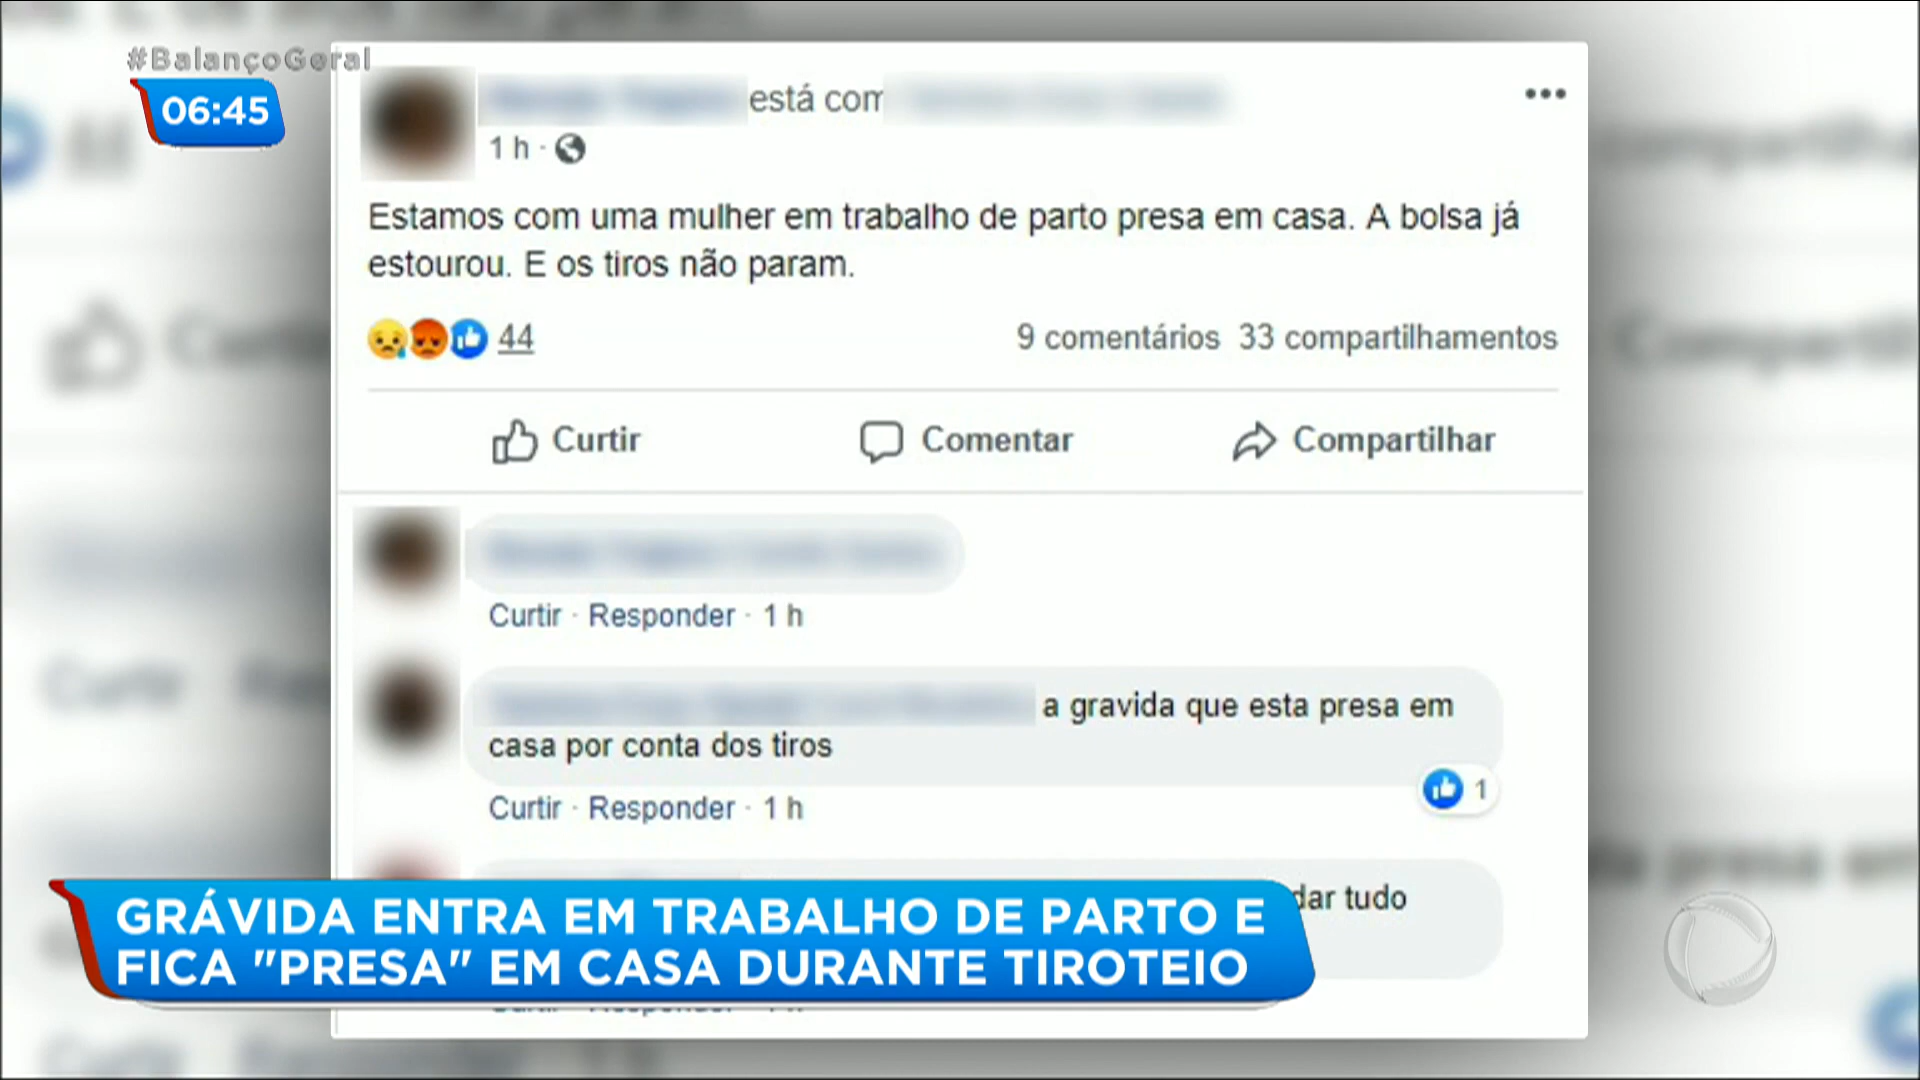 #BalançoGeral
06:45
está com
1 h
Estamos com uma mulher em trabalho de parto presa em casa. A bolsa já
estourou. E os tiros não param.
44
9 comentários 33 compartilhamentos
Curtir
Comentar
Compartilhar
Curtir · Responder · 1 h
a gravida que esta presa em
casa por conta dos tiros
1
Curtir · Responder · 1 h
dar tudo
GRÁVIDA ENTRA EM TRABALHO DE PARTO E
FICA "PRESA" EM CASA DURANTE TIROTEIO